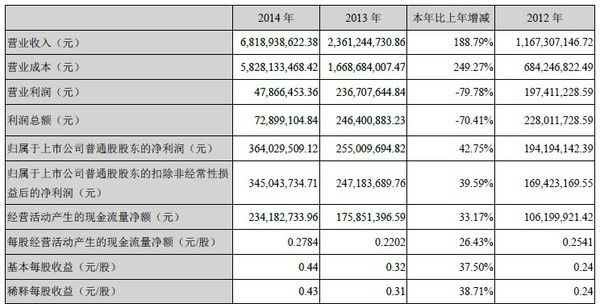 2014 年 2013 年 本年比上年增减 2012 年
营业收入（元） 6,818,938,622.38 2,361,244,730.86 188.79% 1,167,307,146.72
营业成本（元） 5,828,133,468.42 1,668,684,007.47 249.27% 684,246,822.49
营业利润（元） 47,866,453.36 236,707,644.84 -79.78% 197,411,228.59
利润总额（元） 72,899,104.84 246,400,883.23 -70.41% 228,011,728.59
归属于上市公司普通股股东的净利润（元） 364,029,509.12 255,009,694.82 42.75% 194,194,142.39
归属于上市公司普通股股东的扣除非经常性损
益后的净利润（元） 345,043,734.71 247,183,689.76 39.59% 169,423,169.55
经营活动产生的现金流量净额（元） 234,182,733.96 175,851,396.59 33.17% 106,199,921.42
每股经营活动产生的现金流量净额（元/股） 0.2784 0.2202 26.43% 0.2541
基本每股收益（元/股） 0.44 0.32 37.50% 0.24
稀释每股收益（元/股） 0.43 0.31 38.71% 0.24